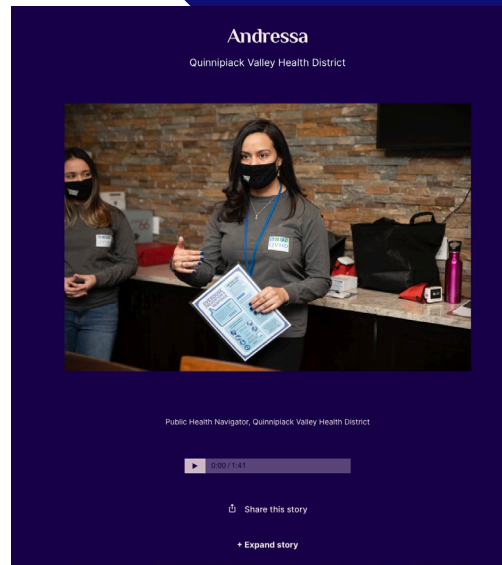 Andressa
Quinnipiack Valley Health District
Public Health Navigator, Quinnipiack Valley Health District
0:00 / 1:41
Share this story
+ Expand story